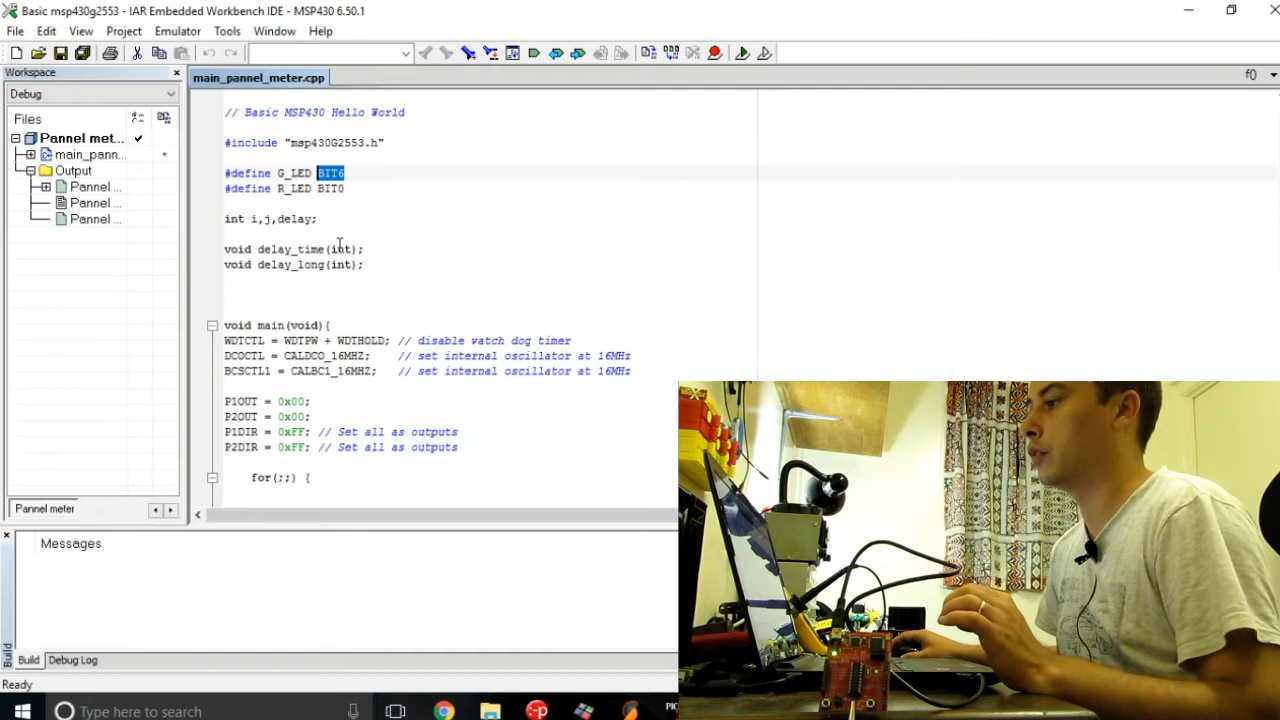 Basic msp430g2553 - IAR Embedded Workbench IDE - MSP430 6.50.1
File Edit View Project Emulator Tools Window Help
Workspace
main_pannel_meter.cpp
f()
Debug
Files
Pannel met...
main_pann...
Output
Pannel ...
Pannel ...
Pannel ...
Pannel meter
// Basic MSP430 Hello World
#include "msp430G2553.h"
#define G_LED BIT6
#define R_LED BIT0
int i,j,delay;
void delay_time(int);
void delay_long(int);
void main(void){
WDTCTL = WDTPW + WDTHOLD; // disable watch dog timer
DCOCTL = CALDCO_16MHZ; // set internal oscillator at 16MHz
BCSCTL1 = CALBC1_16MHZ; // set internal oscillator at 16MHz
P1OUT = 0x00;
P2OUT = 0x00;
P1DIR = 0xFF; // Set all as outputs
P2DIR = 0xFF; // Set all as outputs
for(;;) {
Messages
Build
Build Debug Log
Ready
Type here to search